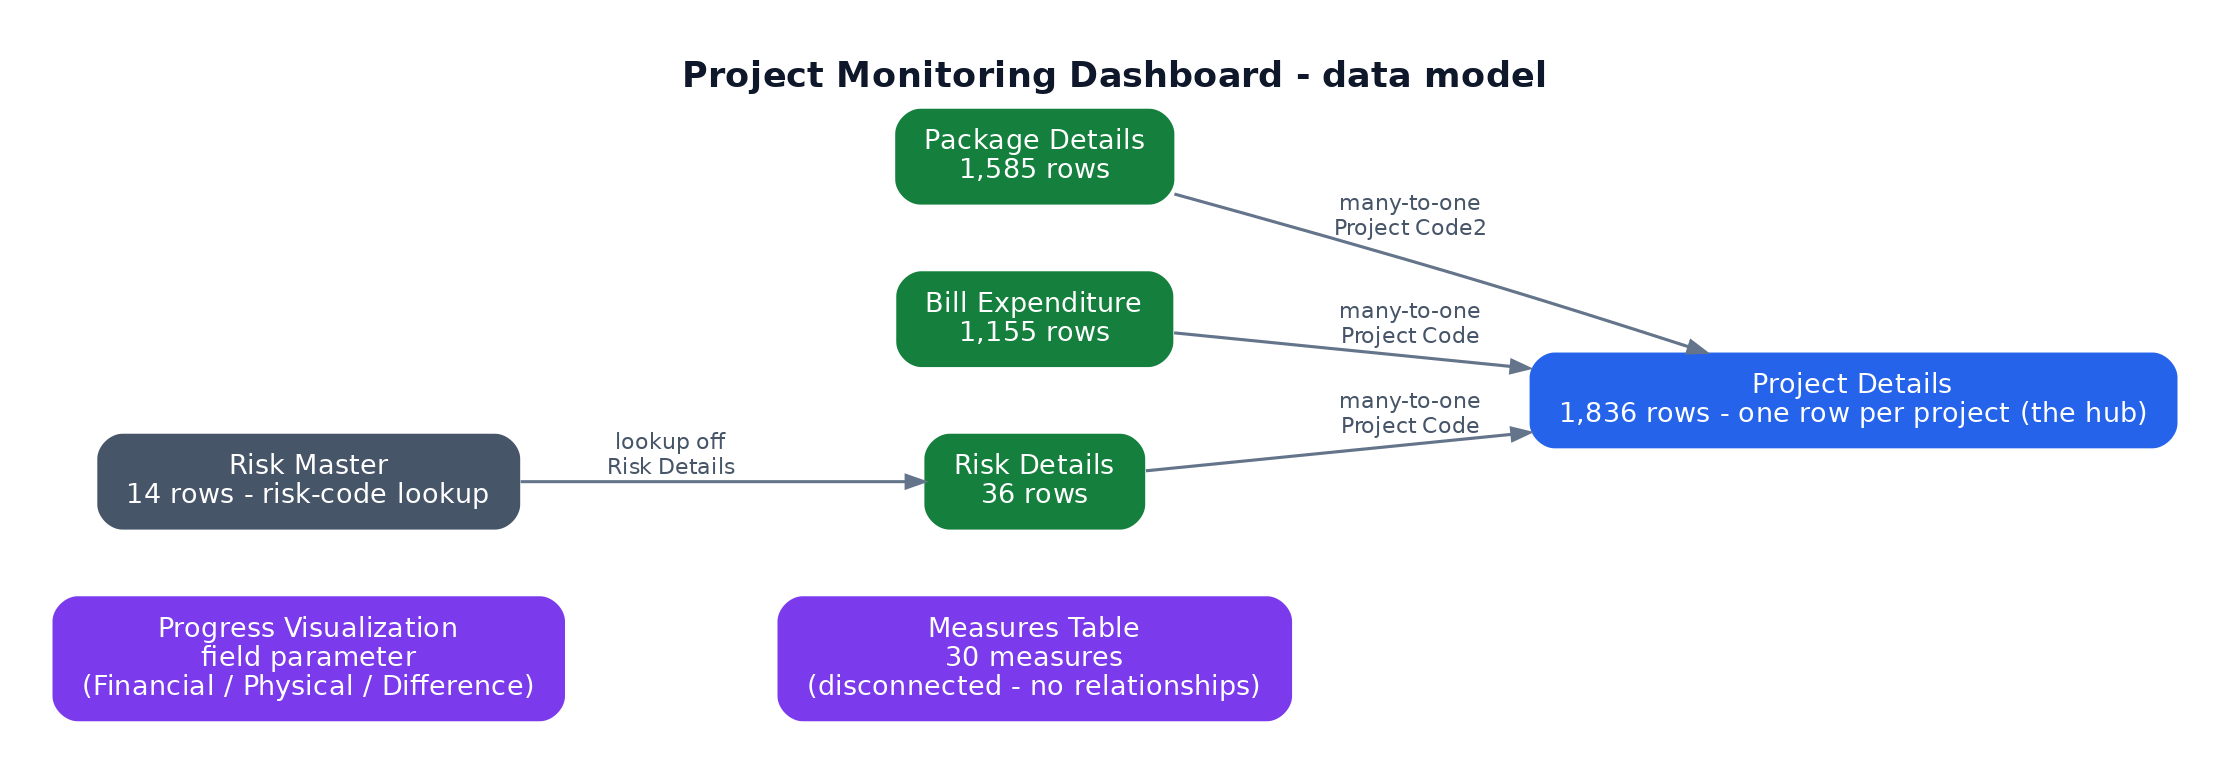 Project Monitoring Dashboard - data model
Package Details
1,585 rows
many-to-one
Project Code2
Bill Expenditure
1,155 rows
many-to-one
Project Code
Project Details
1,836 rows - one row per project (the hub)
many-to-one
Project Code
Risk Master
14 rows - risk-code lookup
lookup off
Risk Details
Risk Details
36 rows
Progress Visualization
field parameter
(Financial / Physical / Difference)
Measures Table
30 measures
(disconnected - no relationships)